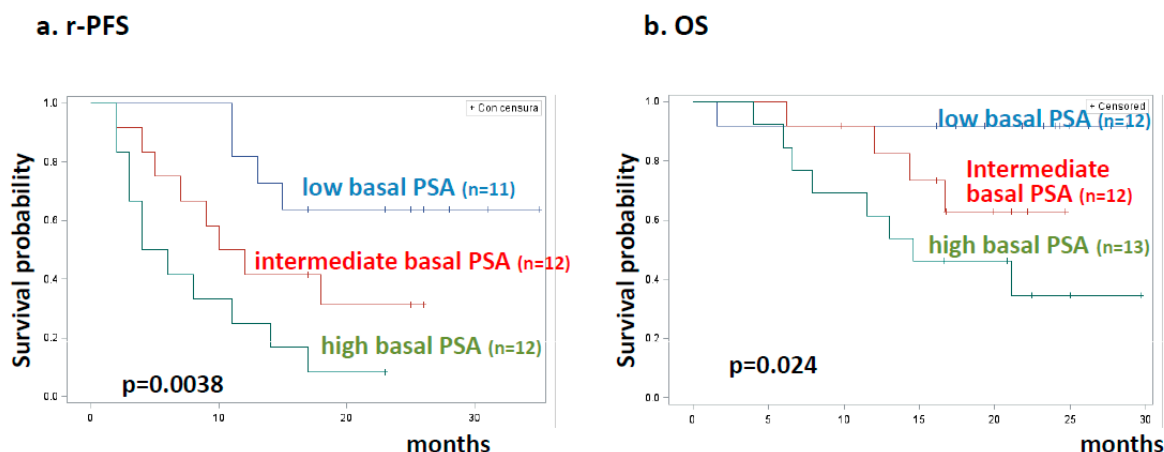 a. r-PFS
b. OS
Survival probability
1.0
0.8
0.6
0.4
0.2
0.0
+ Con censura
low basal PSA (n=11)
intermediate basal PSA (n=12)
high basal PSA (n=12)
p=0.0038
0 10 20 30
months
Survival probability
1.0
0.8
0.6
0.4
0.2
0.0
+ Censored
low basal PSA (n=12)
Intermediate
basal PSA (n=12)
high basal PSA (n=13)
p=0.024
0 5 10 15 20 25 30
months